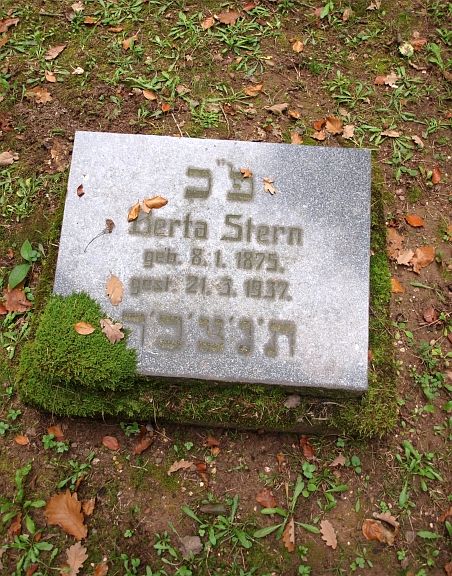 פ"נ
Berta Stern
geb. 8. 1. 1875.
gest. 21. 3. 1937.
ת'נ'צ'ב'ה'